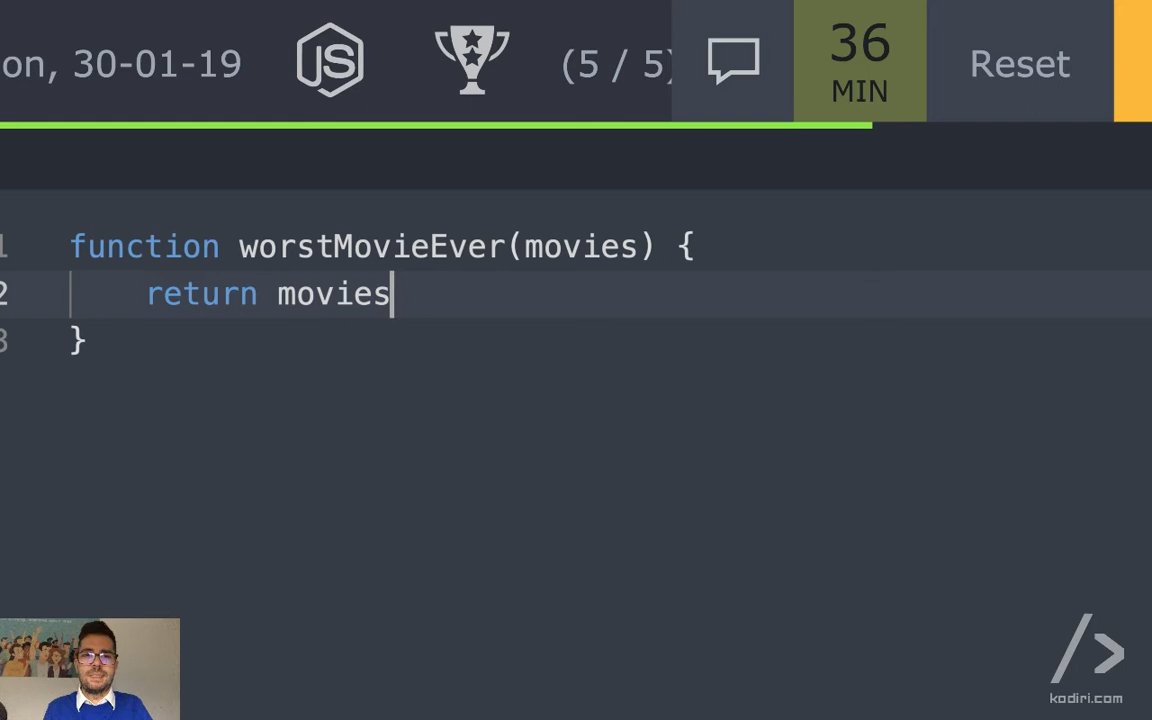 on, 30-01-19 JS (5 / 5) 36 MIN Reset
1 function worstMovieEver(movies) {
2 return movies
3 }
kodiri.com